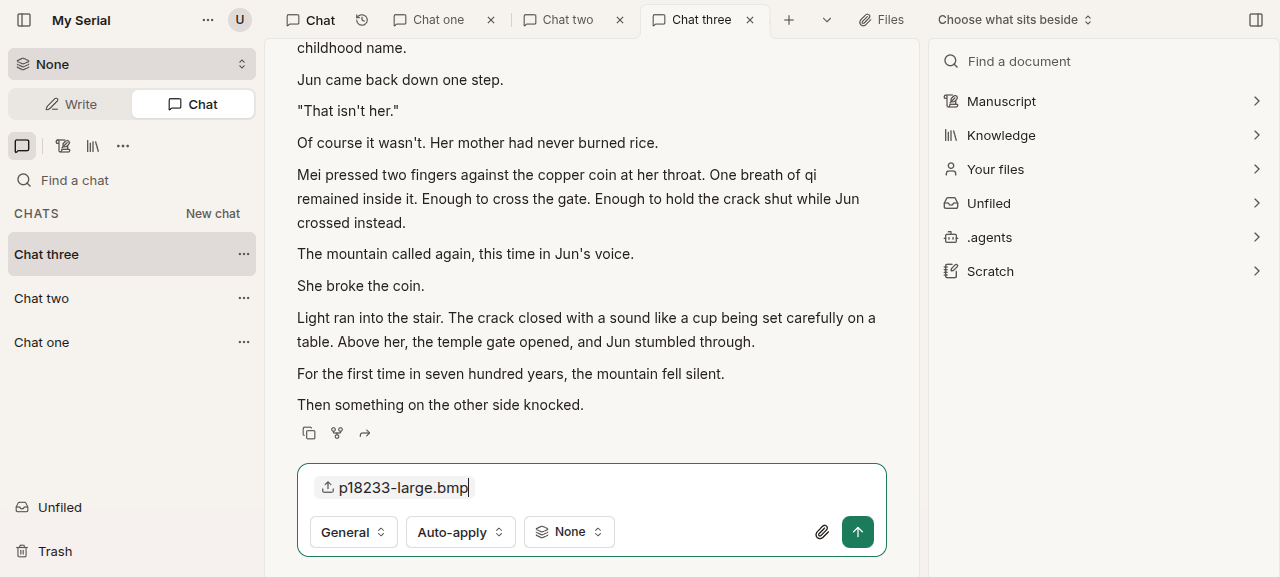 My Serial
U
None
Write
Chat
Find a chat
CHATS
New chat
Chat three
Chat two
Chat one
Unfiled
Trash
Chat
Chat one
Chat two
Chat three
Files
childhood name.
Jun came back down one step.
"That isn't her."
Of course it wasn't. Her mother had never burned rice.
Mei pressed two fingers against the copper coin at her throat. One breath of qi
remained inside it. Enough to cross the gate. Enough to hold the crack shut while Jun
crossed instead.
The mountain called again, this time in Jun's voice.
She broke the coin.
Light ran into the stair. The crack closed with a sound like a cup being set carefully on a
table. Above her, the temple gate opened, and Jun stumbled through.
For the first time in seven hundred years, the mountain fell silent.
Then something on the other side knocked.
p18233-large.bmp
General
Auto-apply
None
Choose what sits beside
Find a document
Manuscript
Knowledge
Your files
Unfiled
.agents
Scratch